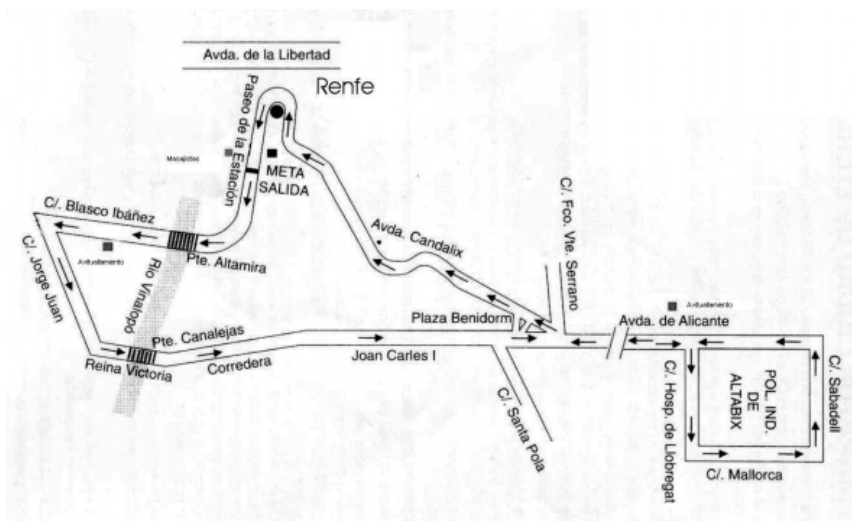 Avda. de la Libertad
Renfe
Paseo de la Estación
Masajistas
META
SALIDA
C/. Blasco Ibáñez
Pte. Altamira
Avituallamiento
C/. Jorge Juan
Río Vinalopo
Avda. Candalix
C/. Fco. Vte. Serrano
Plaza Benidorm
Avituallamiento
Avda. de Alicante
Pte. Canalejas
Reina Victoria
Corredera
Joan Carles I
C/. Santa Pola
C/. Hosp. de Llobregat
POL. IND.
DE
ALTABIX
C/. Sabadell
C/. Mallorca